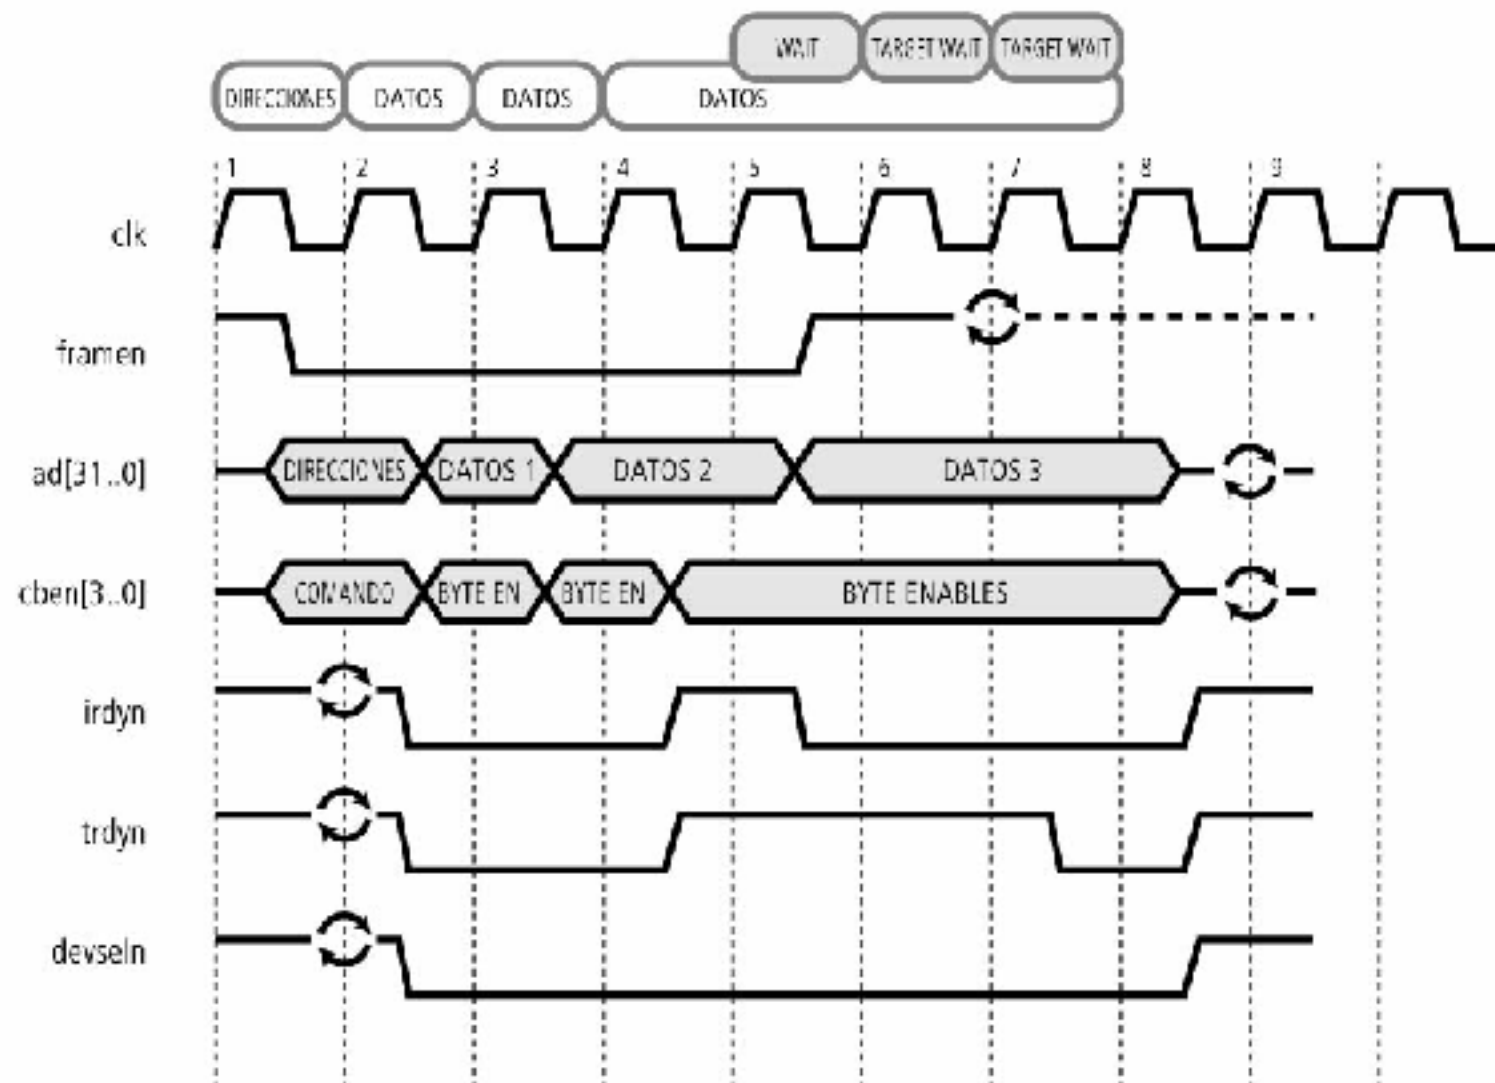 WAIT TARGET WAIT TARGET WAIT
DIRECCIONES DATOS DATOS DATOS
1 2 3 4 5 6 7 8 9
clk
framen
ad[31..0] DIRECCIONES DATOS 1 DATOS 2 DATOS 3
cben[3..0] COMANDO BYTE EN BYTE EN BYTE ENABLES
irdyn
trdyn
devseln